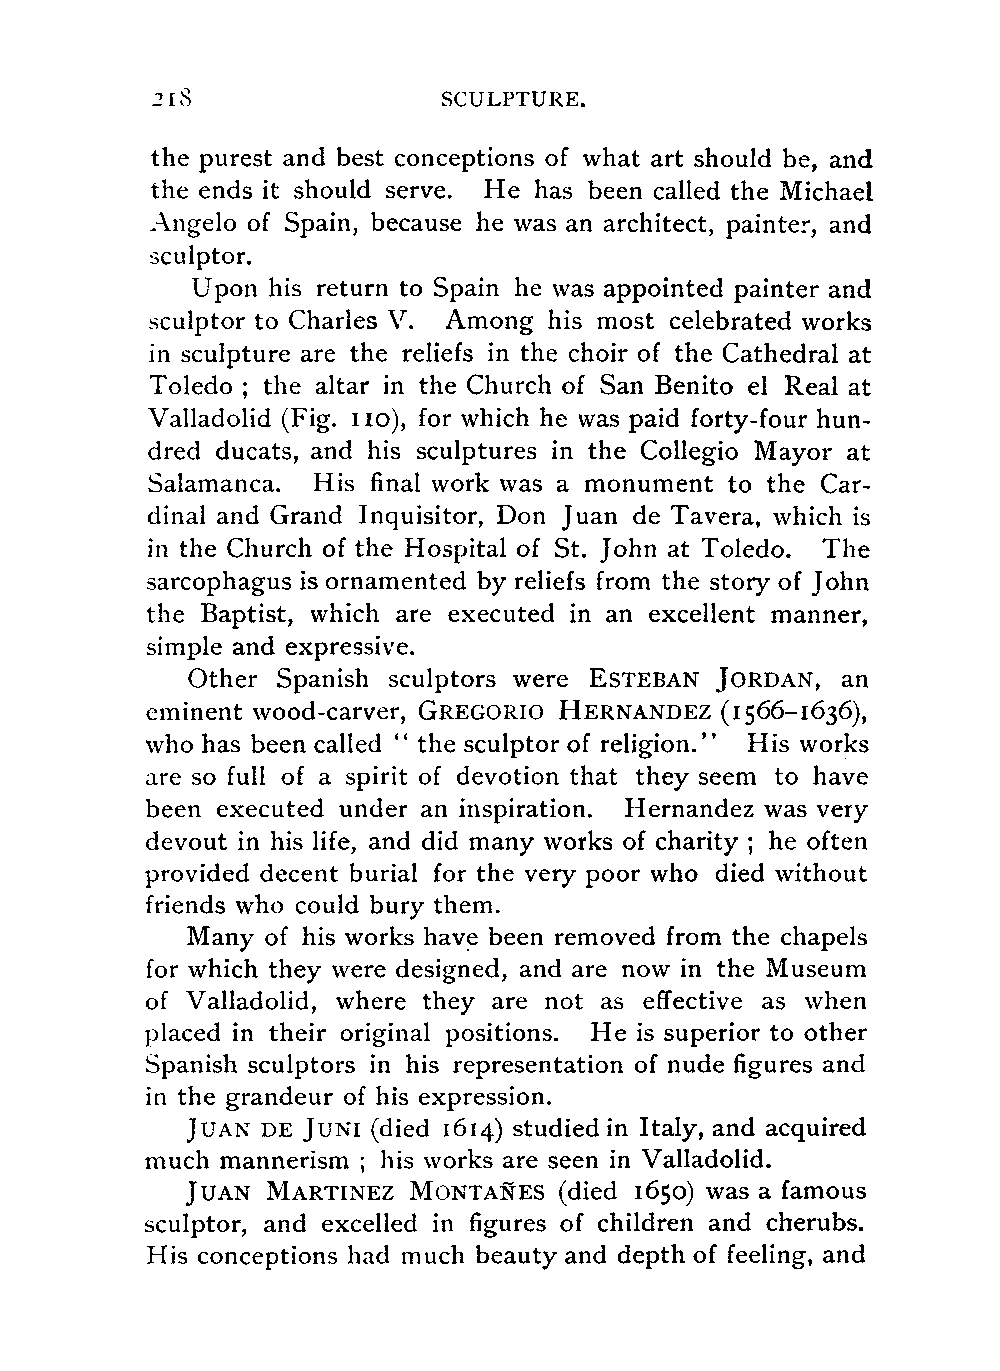 218 SCULPTURE.
the purest and best conceptions of what art should be, and
the ends it should serve. He has been called the Michael
Angelo of Spain, because he was an architect, painter, and
sculptor.
Upon his return to Spain he was appointed painter and
sculptor to Charles V. Among his most celebrated works
in sculpture are the reliefs in the choir of the Cathedral at
Toledo ; the altar in the Church of San Benito el Real at
Valladolid (Fig. 110), for which he was paid forty-four hun-
dred ducats, and his sculptures in the Collegio Mayor at
Salamanca. His final work was a monument to the Car-
dinal and Grand Inquisitor, Don Juan de Tavera, which is
in the Church of the Hospital of St. John at Toledo. The
sarcophagus is ornamented by reliefs from the story of John
the Baptist, which are executed in an excellent manner,
simple and expressive.
Other Spanish sculptors were ESTEBAN JORDAN, an
eminent wood-carver, GREGORIO HERNANDEZ (1566–1636),
who has been called “ the sculptor of religion.” His works
are so full of a spirit of devotion that they seem to have
been executed under an inspiration. Hernandez was very
devout in his life, and did many works of charity ; he often
provided decent burial for the very poor who died without
friends who could bury them.
Many of his works have been removed from the chapels
for which they were designed, and are now in the Museum
of Valladolid, where they are not as effective as when
placed in their original positions. He is superior to other
Spanish sculptors in his representation of nude figures and
in the grandeur of his expression.
JUAN DE JUNI (died 1614) studied in Italy, and acquired
much mannerism ; his works are seen in Valladolid.
JUAN MARTINEZ MONTAÑES (died 1650) was a famous
sculptor, and excelled in figures of children and cherubs.
His conceptions had much beauty and depth of feeling, and